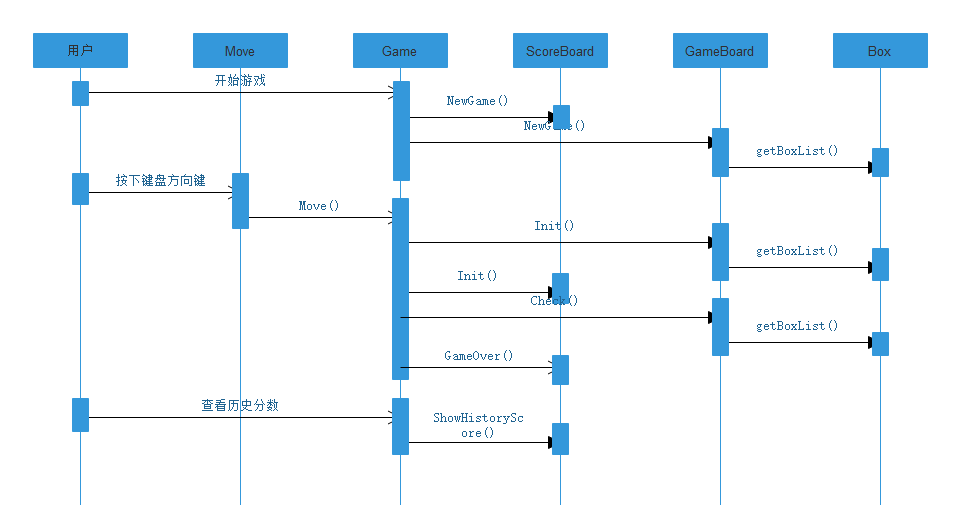 用户
Move
Game
ScoreBoard
GameBoard
Box
开始游戏
NewGame()
NewGame()
getBoxList()
按下键盘方向键
Move()
Init()
getBoxList()
Init()
Check()
getBoxList()
GameOver()
查看历史分数
ShowHistorySc
ore()